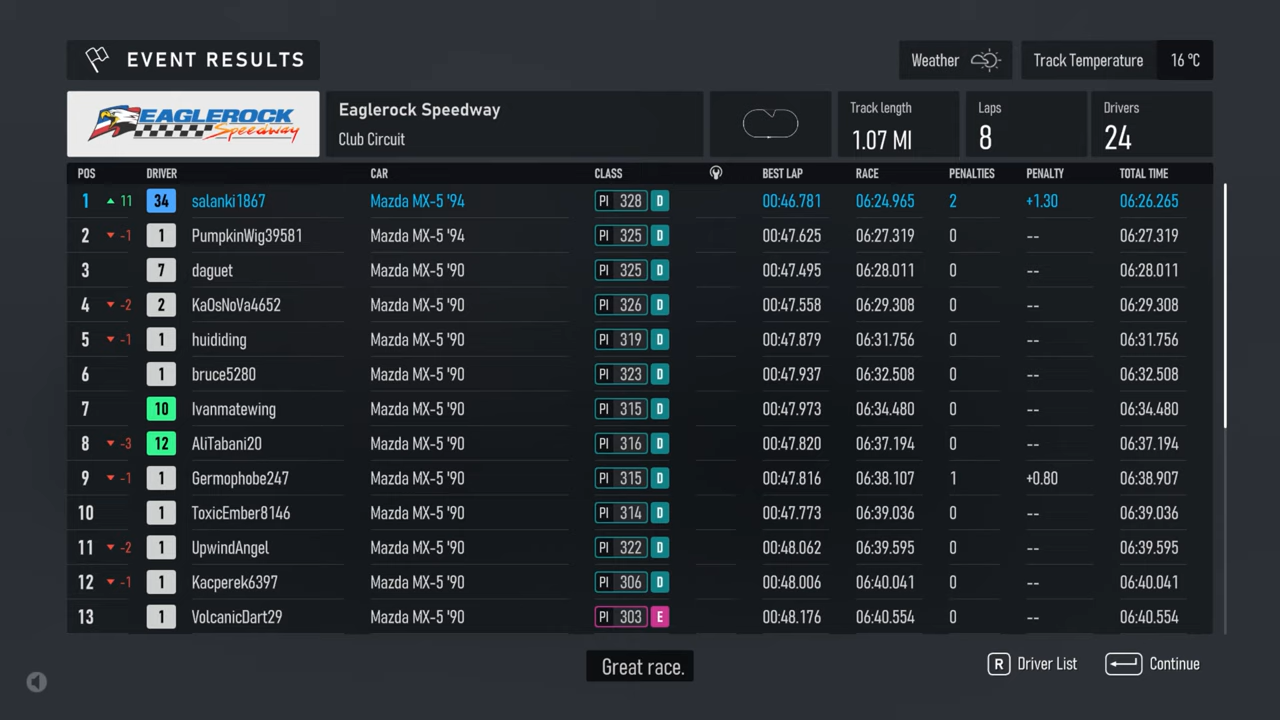 EVENT RESULTS
Weather
Track Temperature 16 °C
EAGLEROCK
Speedway
Eaglerock Speedway
Club Circuit
Track length
1.07 MI
Laps
8
Drivers
24
POS DRIVER CAR CLASS BEST LAP RACE PENALTIES PENALTY TOTAL TIME
1 ▲ 11 34 salanki1867 Mazda MX-5 '94 PI 328 D 00:46.781 06:24.965 2 +1.30 06:26.265
2 ▼ -1 1 PumpkinWig39581 Mazda MX-5 '94 PI 325 D 00:47.625 06:27.319 0 -- 06:27.319
3 7 daguet Mazda MX-5 '90 PI 325 D 00:47.495 06:28.011 0 -- 06:28.011
4 ▼ -2 2 KaOsNoVa4652 Mazda MX-5 '90 PI 326 D 00:47.558 06:29.308 0 -- 06:29.308
5 ▼ -1 1 huididing Mazda MX-5 '90 PI 319 D 00:47.879 06:31.756 0 -- 06:31.756
6 1 bruce5280 Mazda MX-5 '90 PI 323 D 00:47.937 06:32.508 0 -- 06:32.508
7 10 Ivanmatewing Mazda MX-5 '90 PI 315 D 00:47.973 06:34.480 0 -- 06:34.480
8 ▼ -3 12 AliTabani20 Mazda MX-5 '90 PI 316 D 00:47.820 06:37.194 0 -- 06:37.194
9 ▼ -1 1 Germophobe247 Mazda MX-5 '90 PI 315 D 00:47.816 06:38.107 1 +0.80 06:38.907
10 1 ToxicEmber8146 Mazda MX-5 '90 PI 314 D 00:47.773 06:39.036 0 -- 06:39.036
11 ▼ -2 1 UpwindAngel Mazda MX-5 '90 PI 322 D 00:48.062 06:39.595 0 -- 06:39.595
12 ▼ -1 1 Kacperek6397 Mazda MX-5 '90 PI 306 D 00:48.006 06:40.041 0 -- 06:40.041
13 1 VolcanicDart29 Mazda MX-5 '90 PI 303 E 00:48.176 06:40.554 0 -- 06:40.554
Great race.
R Driver List
Continue